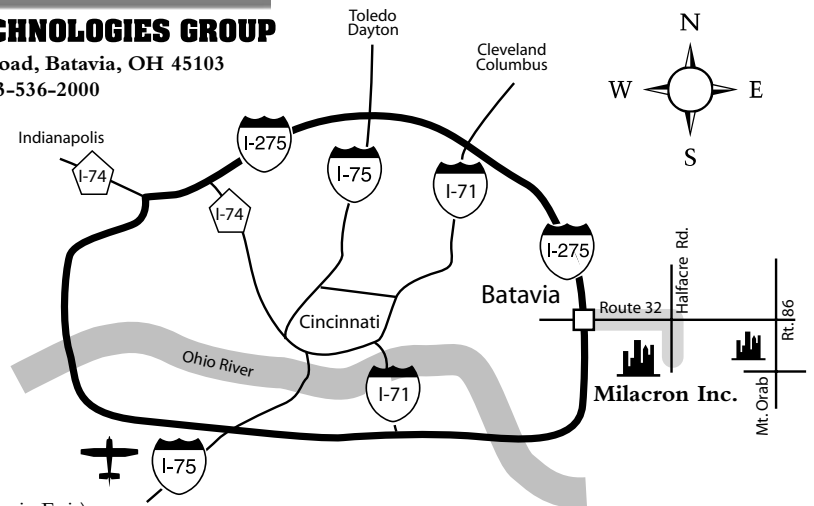 CHNOLOGIES GROUP
oad, Batavia, OH 45103
3-536-2000
Toledo
Dayton
Cleveland
Columbus
N
W
E
S
Indianapolis
I-74
I-275
I-75
I-71
I-74
I-275
Batavia
Route 32
Halfacre Rd.
Rt. 86
Cincinnati
Ohio River
I-71
Milacron Inc.
Mt. Orab
I-75